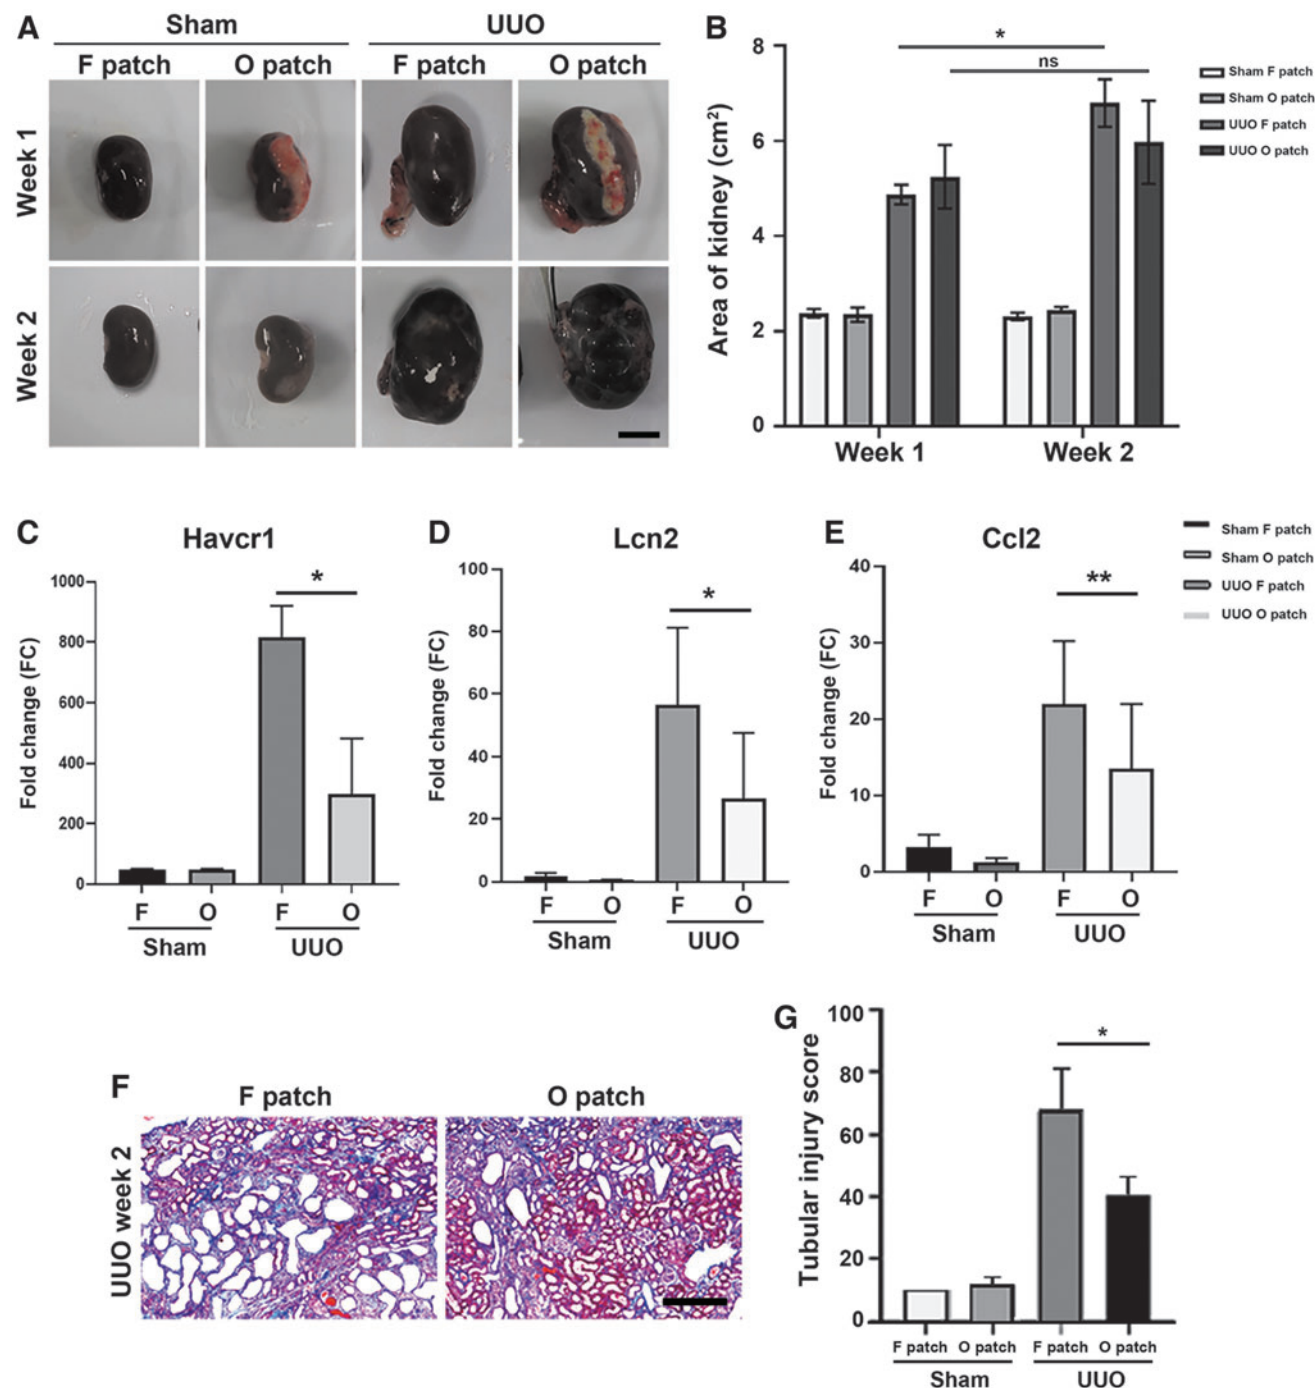 A
Sham
UUO
F patch
O patch
F patch
O patch
Week 1
Week 2
B
Area of kidney (cm²)
8
6
4
2
0
*
ns
Week 1
Week 2
Sham F patch
Sham O patch
UUO F patch
UUO O patch
C
Havcr1
Fold change (FC)
1000
800
600
400
200
0
*
F
O
F
O
Sham
UUO
D
Lcn2
Fold change (FC)
100
80
60
40
20
0
*
F
O
F
O
Sham
UUO
E
Ccl2
Fold change (FC)
40
30
20
10
0
**
F
O
F
O
Sham
UUO
Sham F patch
Sham O patch
UUO F patch
UUO O patch
F
F patch
O patch
UUO week 2
G
Tubular injury score
100
80
60
40
20
0
*
F patch
O patch
F patch
O patch
Sham
UUO